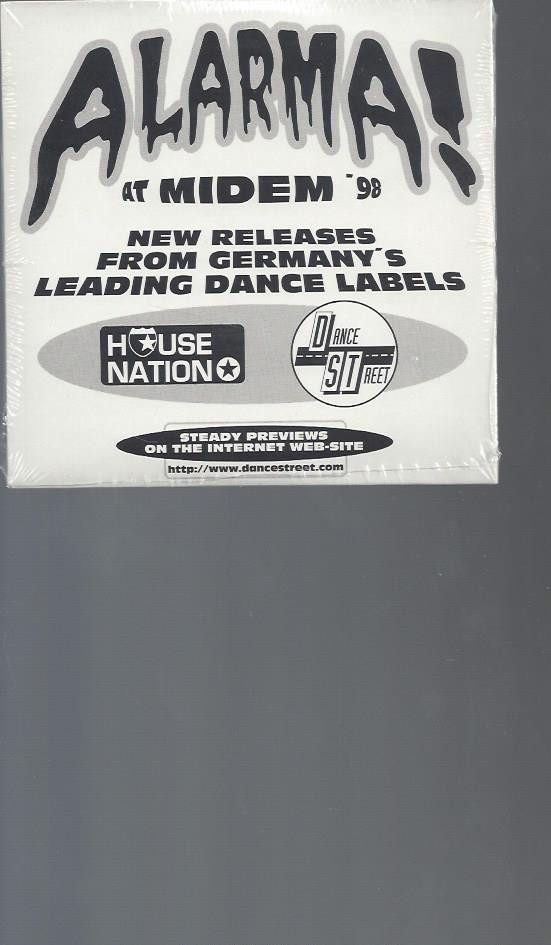 ALARMA!
AT MIDEM ´98
NEW RELEASES
FROM GERMANY´S
LEADING DANCE LABELS
HOUSE
NATION
DANCE
STREET
STEADY PREVIEWS
ON THE INTERNET WEB-SITE
http://www.dancestreet.com